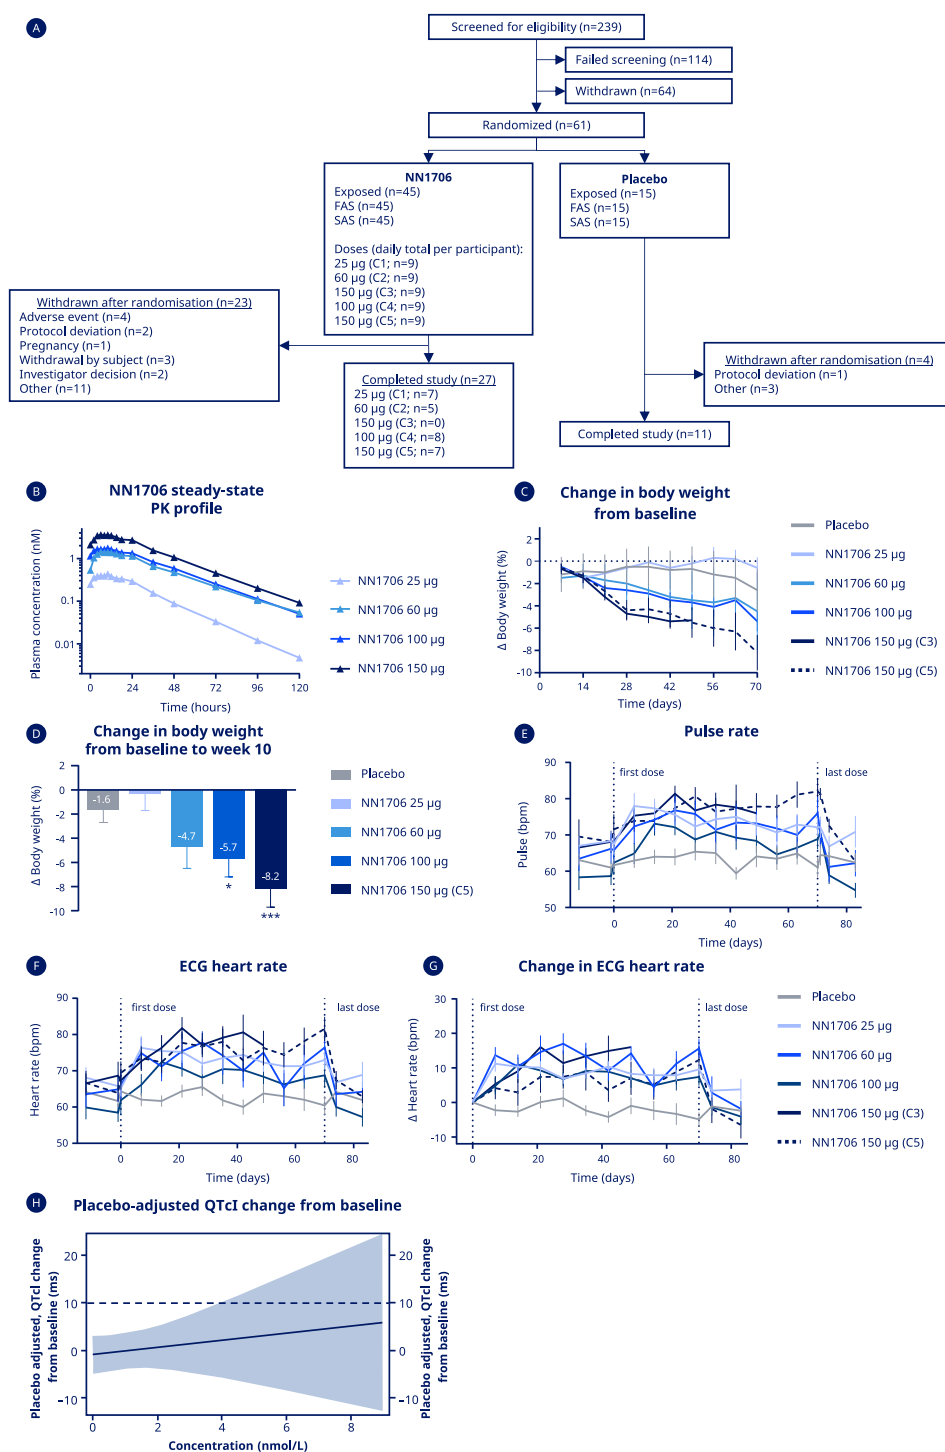 A
Screened for eligibility (n=239)
Failed screening (n=114)
Withdrawn (n=64)
Randomized (n=61)
NN1706
Exposed (n=45)
FAS (n=45)
SAS (n=45)
Doses (daily total per participant):
25 µg (C1; n=9)
60 µg (C2; n=9)
150 µg (C3; n=9)
100 µg (C4; n=9)
150 µg (C5; n=9)
Placebo
Exposed (n=15)
FAS (n=15)
SAS (n=15)
Withdrawn after randomisation (n=23)
Adverse event (n=4)
Protocol deviation (n=2)
Pregnancy (n=1)
Withdrawal by subject (n=3)
Investigator decision (n=2)
Other (n=11)
Completed study (n=27)
25 µg (C1; n=7)
60 µg (C2; n=5)
150 µg (C3; n=0)
100 µg (C4; n=8)
150 µg (C5; n=7)
Withdrawn after randomisation (n=4)
Protocol deviation (n=1)
Other (n=3)
Completed study (n=11)
B
NN1706 steady-state
PK profile
Plasma concentration (nM)
1
0.1
0.01
0 24 48 72 96 120
Time (hours)
NN1706 25 µg
NN1706 60 µg
NN1706 100 µg
NN1706 150 µg
C
Change in body weight
from baseline
Δ Body weight (%)
2
0
-2
-4
-6
-8
-10
0 14 28 42 56 70
Time (days)
Placebo
NN1706 25 µg
NN1706 60 µg
NN1706 100 µg
NN1706 150 µg (C3)
NN1706 150 µg (C5)
D
Change in body weight
from baseline to week 10
Δ Body weight (%)
2
0
-2
-4
-6
-8
-10
-1.6
-4.7
-5.7
-8.2
*
***
Placebo
NN1706 25 µg
NN1706 60 µg
NN1706 100 µg
NN1706 150 µg (C5)
E
Pulse rate
Pulse (bpm)
90
80
70
60
50
first dose
last dose
0 20 40 60 80
Time (days)
F
ECG heart rate
Heart rate (bpm)
90
80
70
60
50
first dose
last dose
0 20 40 60 80
Time (days)
G
Change in ECG heart rate
Δ Heart rate (bpm)
30
20
10
0
-10
first dose
last dose
0 20 40 60 80
Time (days)
Placebo
NN1706 25 µg
NN1706 60 µg
NN1706 100 µg
NN1706 150 µg (C3)
NN1706 150 µg (C5)
H
Placebo-adjusted QTcI change from baseline
Placebo adjusted, QTcI change
from baseline (ms)
20
10
0
−10
0 2 4 6 8
Concentration (nmol/L)
20
10
0
−10
Placebo adjusted, QTcI change
from baseline (ms)